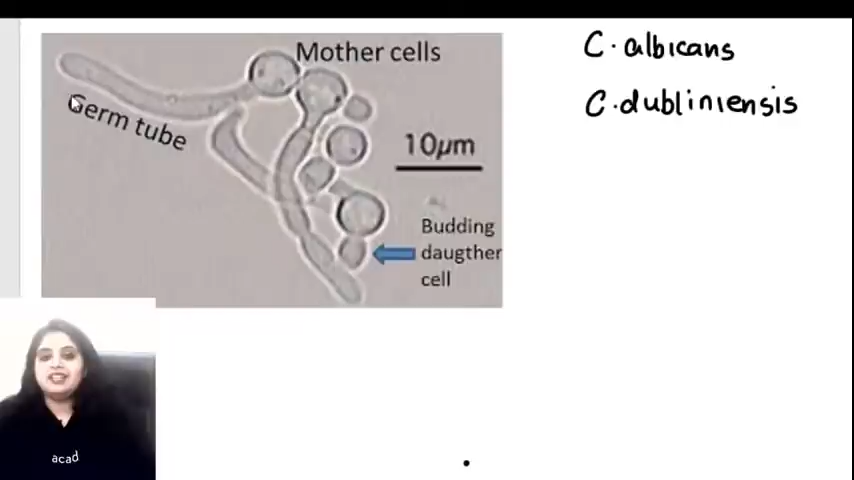 Mother cells
Germ tube
10µm
Budding
daugther
cell
C. albicans
C. dubliniensis
acad